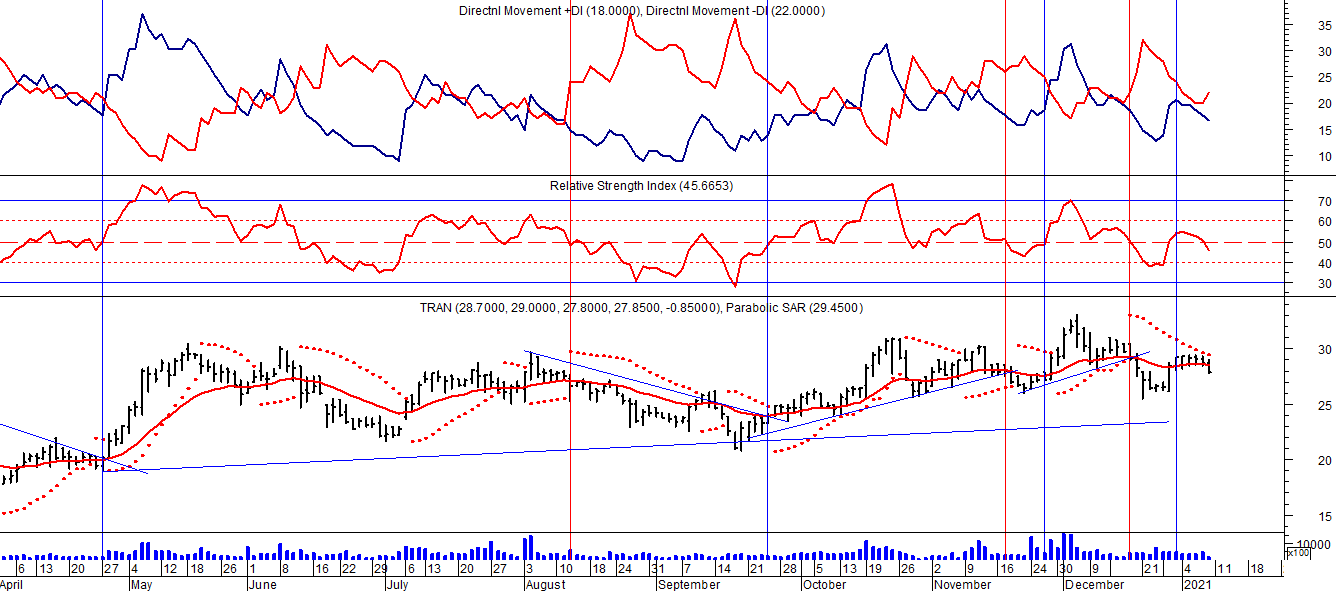 Directnl Movement +DI (18.0000), Directnl Movement -DI (22.0000)
35
30
25
20
15
10
Relative Strength Index (45.6653)
70
60
50
40
30
TRAN (28.7000, 29.0000, 27.8000, 27.8500, -0.85000), Parabolic SAR (29.4500)
30
25
20
15
10000
x100
6 13 20 27 4 12 18 26 1 8 16 22 29 6 13 20 27 3 10 18 24 31 7 14 21 28 5 13 19 26 2 9 16 24 30 9 21 4 11 18
April May June July August September October November December 2021